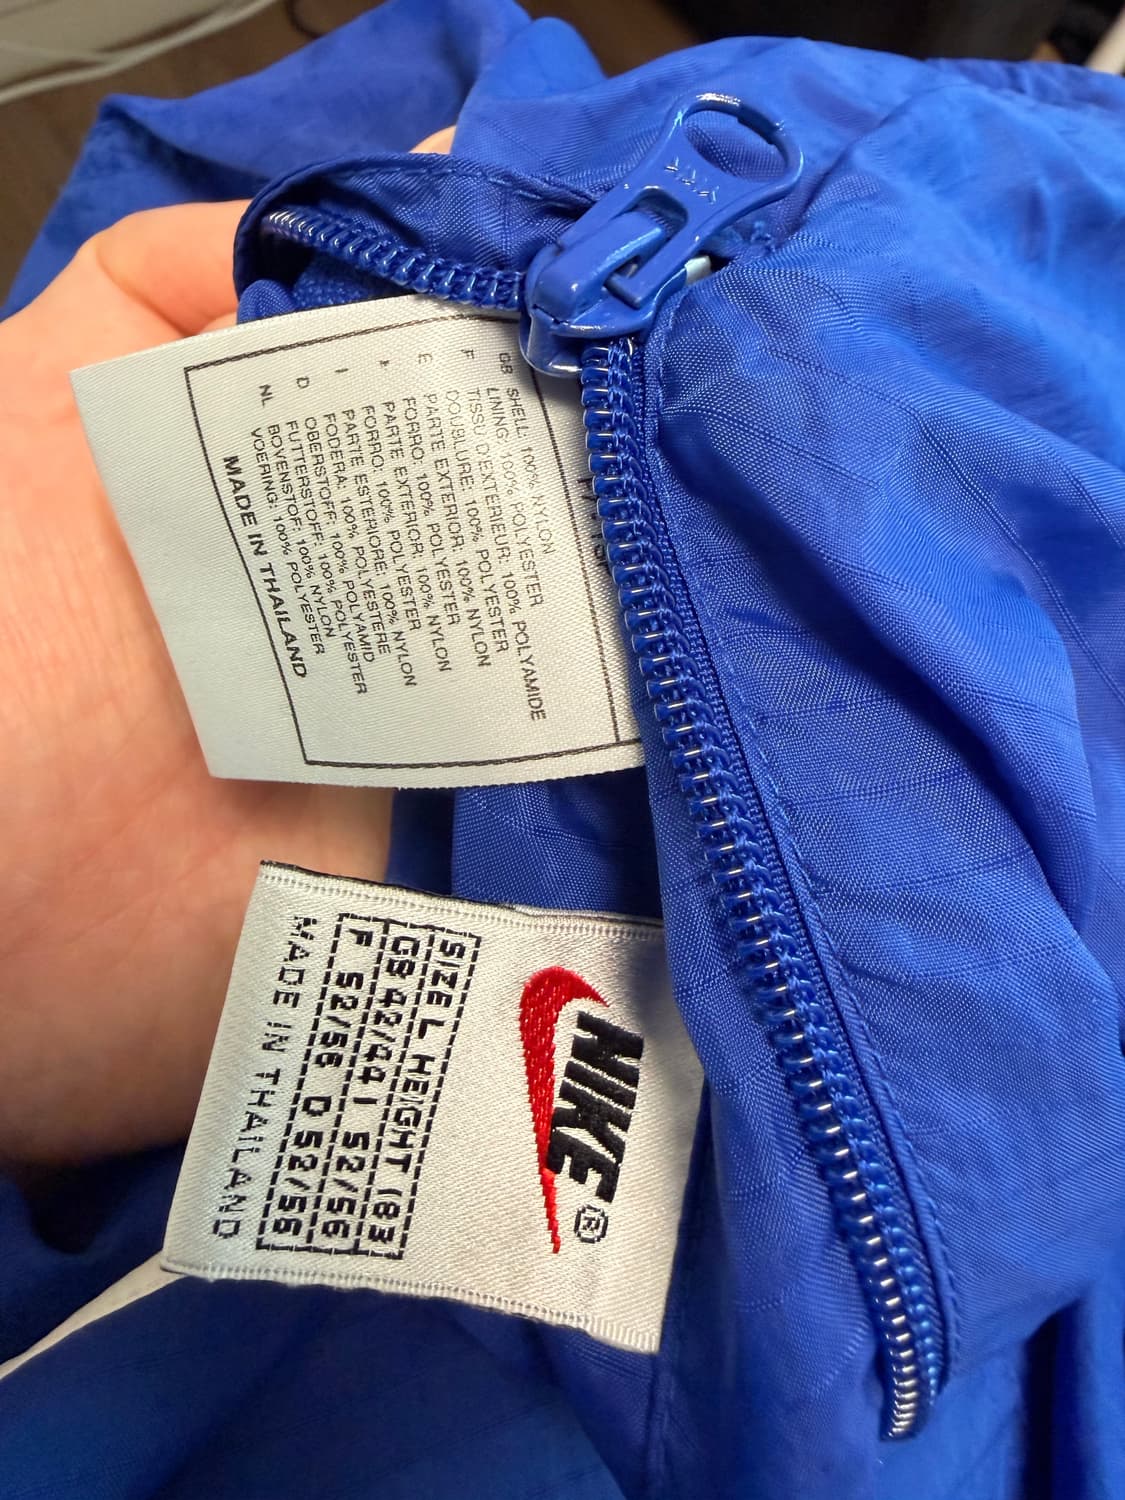 YKK
GB SHELL: 100% NYLON
LINING: 100% POLYESTER
F TISSU D'EXTERIEUR: 100% POLYAMIDE
DOUBLURE: 100% POLYESTER
E PARTE EXTERIOR: 100% NYLON
FORRO: 100% POLYESTER
PARTE EXTERIOR: 100% NYLON
FORRO: 100% POLYESTER
I PARTE ESTERIORE: 100% NYLON
FODERA: 100% POLYESTERE
D OBERSTOFF: 100% POLYAMID
FUTTERSTOFF: 100% POLYESTER
NL BOVENSTOF: 100% NYLON
VOERING: 100% POLYESTER
MADE IN THAILAND
NIKE®
SIZE L HEIGHT 183
GB 42/44 I 52/56
F 52/56 D 52/56
MADE IN THAILAND